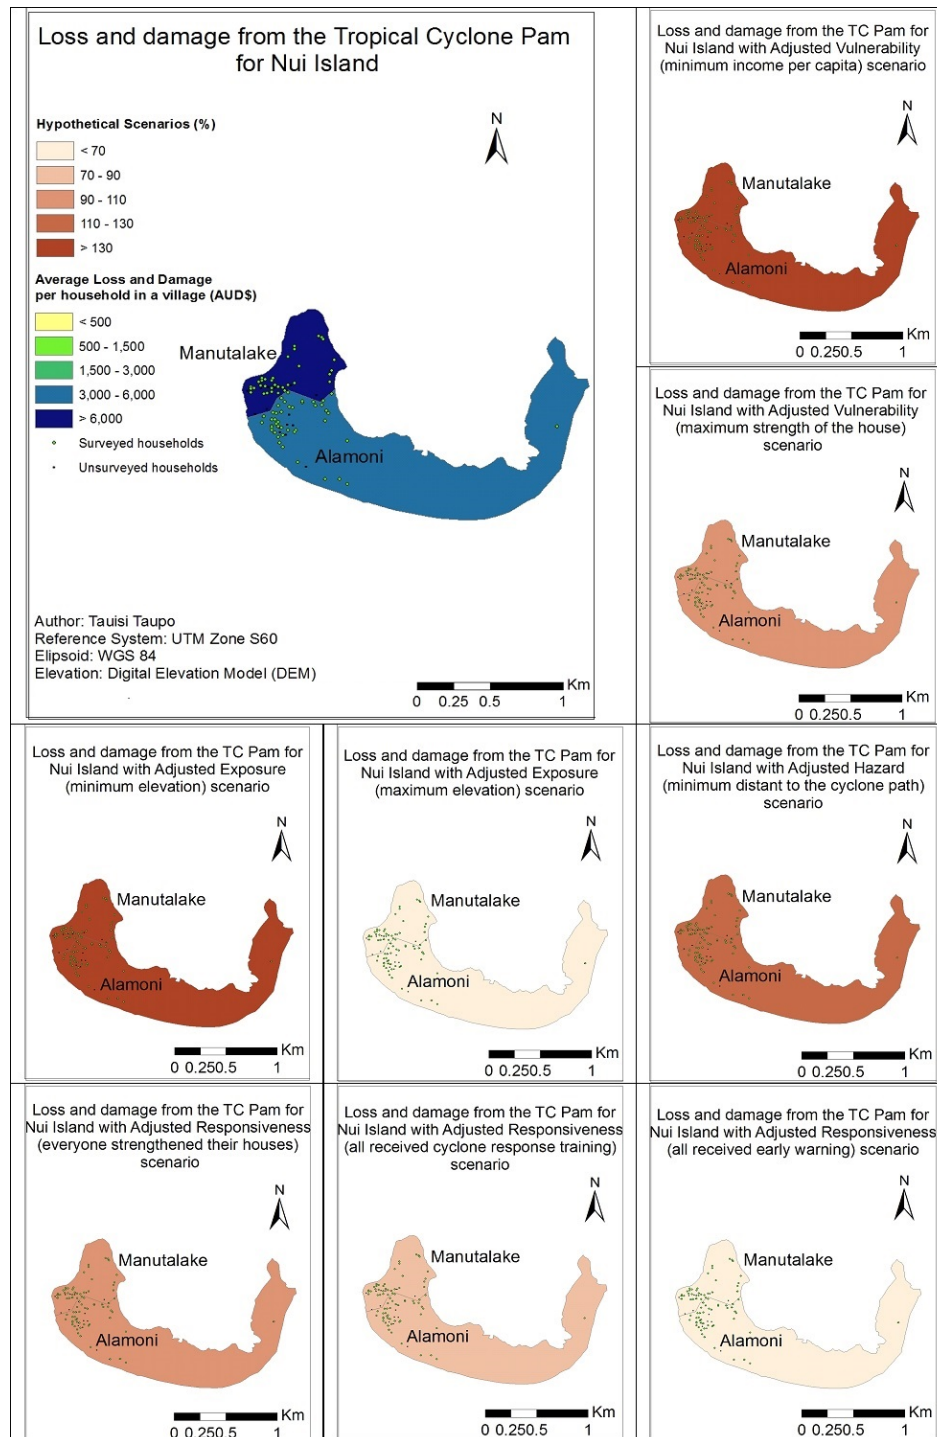 Loss and damage from the Tropical Cyclone Pam
for Nui Island
Hypothetical Scenarios (%)
< 70
70 - 90
90 - 110
110 - 130
> 130
Average Loss and Damage
per household in a village (AUD$)
< 500
500 - 1,500
1,500 - 3,000
3,000 - 6,000
> 6,000
Surveyed households
Unsurveyed households
N
Manutalake
Alamoni
Author: Tauisi Taupo
Reference System: UTM Zone S60
Elipsoid: WGS 84
Elevation: Digital Elevation Model (DEM)
Km
0 0.25 0.5 1
Loss and damage from the TC Pam for
Nui Island with Adjusted Vulnerability
(minimum income per capita) scenario
N
Manutalake
Alamoni
Km
0 0.250.5 1
Loss and damage from the TC Pam for
Nui Island with Adjusted Vulnerability
(maximum strength of the house)
scenario
N
Manutalake
Alamoni
Km
0 0.250.5 1
Loss and damage from the TC Pam for
Nui Island with Adjusted Exposure
(minimum elevation) scenario
N
Manutalake
Alamoni
Km
0 0.250.5 1
Loss and damage from the TC Pam for
Nui Island with Adjusted Exposure
(maximum elevation) scenario
N
Manutalake
Alamoni
Km
0 0.250.5 1
Loss and damage from the TC Pam for
Nui Island with Adjusted Hazard
(minimum distant to the cyclone path)
scenario
N
Manutalake
Alamoni
Km
0 0.250.5 1
Loss and damage from the TC Pam for
Nui Island with Adjusted Responsiveness
(everyone strengthened their houses)
scenario
N
Manutalake
Alamoni
Km
0 0.250.5 1
Loss and damage from the TC Pam for
Nui Island with Adjusted Responsiveness
(all received cyclone response training)
scenario
N
Manutalake
Alamoni
Km
0 0.250.5 1
Loss and damage from the TC Pam for
Nui Island with Adjusted Responsiveness
(all received early warning) scenario
N
Manutalake
Alamoni
Km
0 0.250.5 1